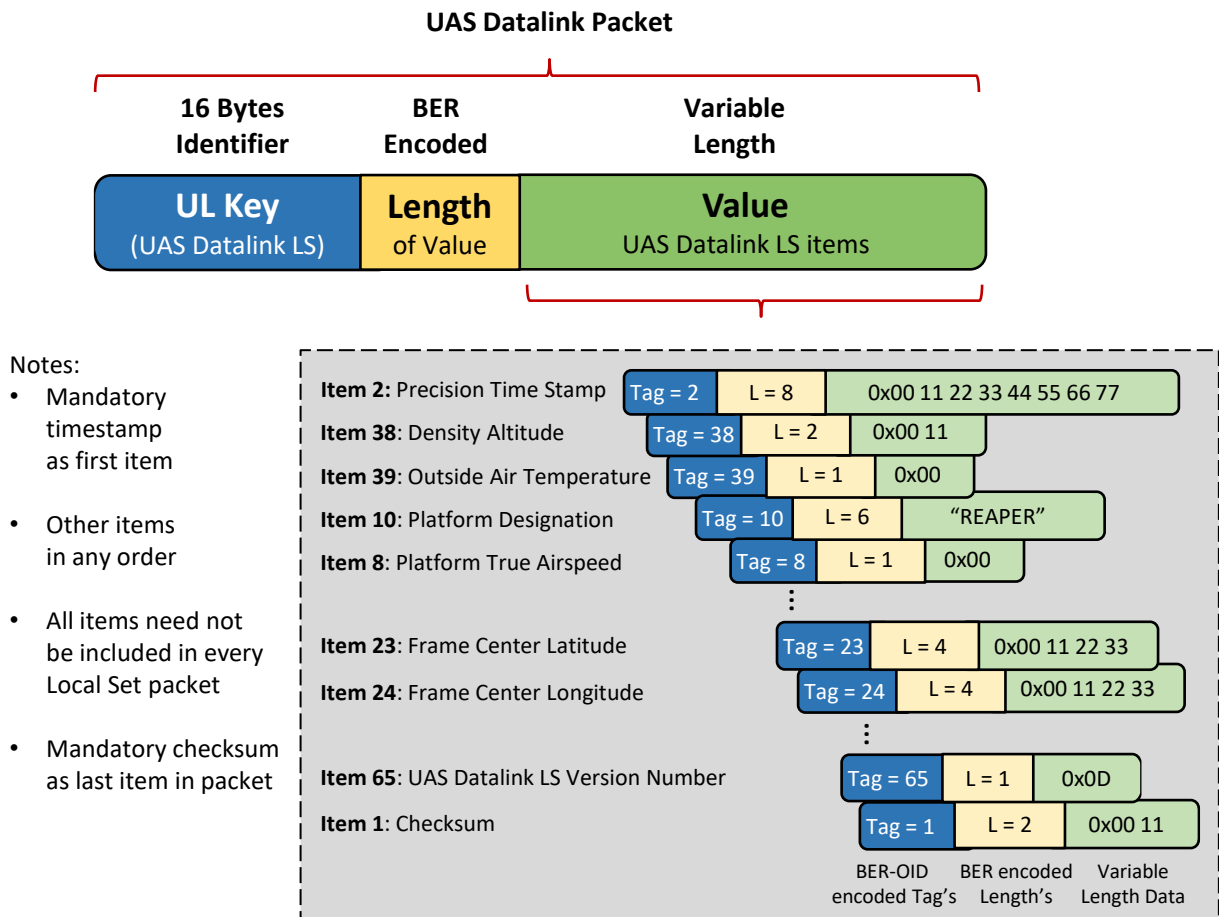 UAS Datalink Packet
16 Bytes
Identifier
BER
Encoded
Variable
Length
UL Key
(UAS Datalink LS)
Length
of Value
Value
UAS Datalink LS items
Notes:
• Mandatory
timestamp
as first item
• Other items
in any order
• All items need not
be included in every
Local Set packet
• Mandatory checksum
as last item in packet
Item 2: Precision Time Stamp Tag = 2 L = 8 0x00 11 22 33 44 55 66 77
Item 38: Density Altitude Tag = 38 L = 2 0x00 11
Item 39: Outside Air Temperature Tag = 39 L = 1 0x00
Item 10: Platform Designation Tag = 10 L = 6 “REAPER”
Item 8: Platform True Airspeed Tag = 8 L = 1 0x00
⋮
Item 23: Frame Center Latitude Tag = 23 L = 4 0x00 11 22 33
Item 24: Frame Center Longitude Tag = 24 L = 4 0x00 11 22 33
⋮
Item 65: UAS Datalink LS Version Number Tag = 65 L = 1 0x0D
Item 1: Checksum Tag = 1 L = 2 0x00 11
BER-OID
encoded Tag's
BER encoded
Length's
Variable
Length Data